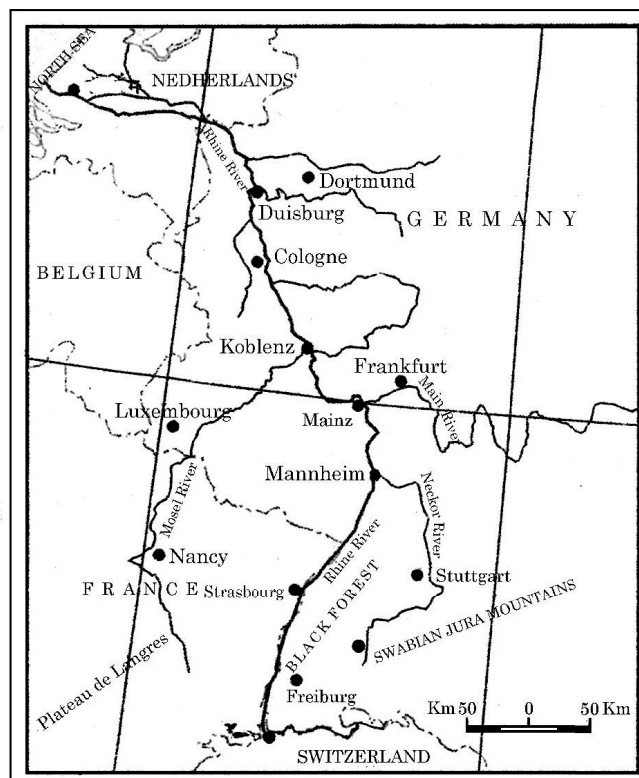 NORTH SEA
NEDHERLANDS
Rhine River
Dortmund
Duisburg
GERMANY
Cologne
BELGIUM
Koblenz
Frankfurt
Main River
Luxembourg
Mainz
Mannheim
Mosel River
Neckor River
Rhine River
Nancy
Stuttgart
FRANCE
Strasbourg
BLACK FOREST
SWABIAN JURA MOUNTAINS
Plateau de Langres
Freiburg
Km 50 0 50 Km
SWITZERLAND